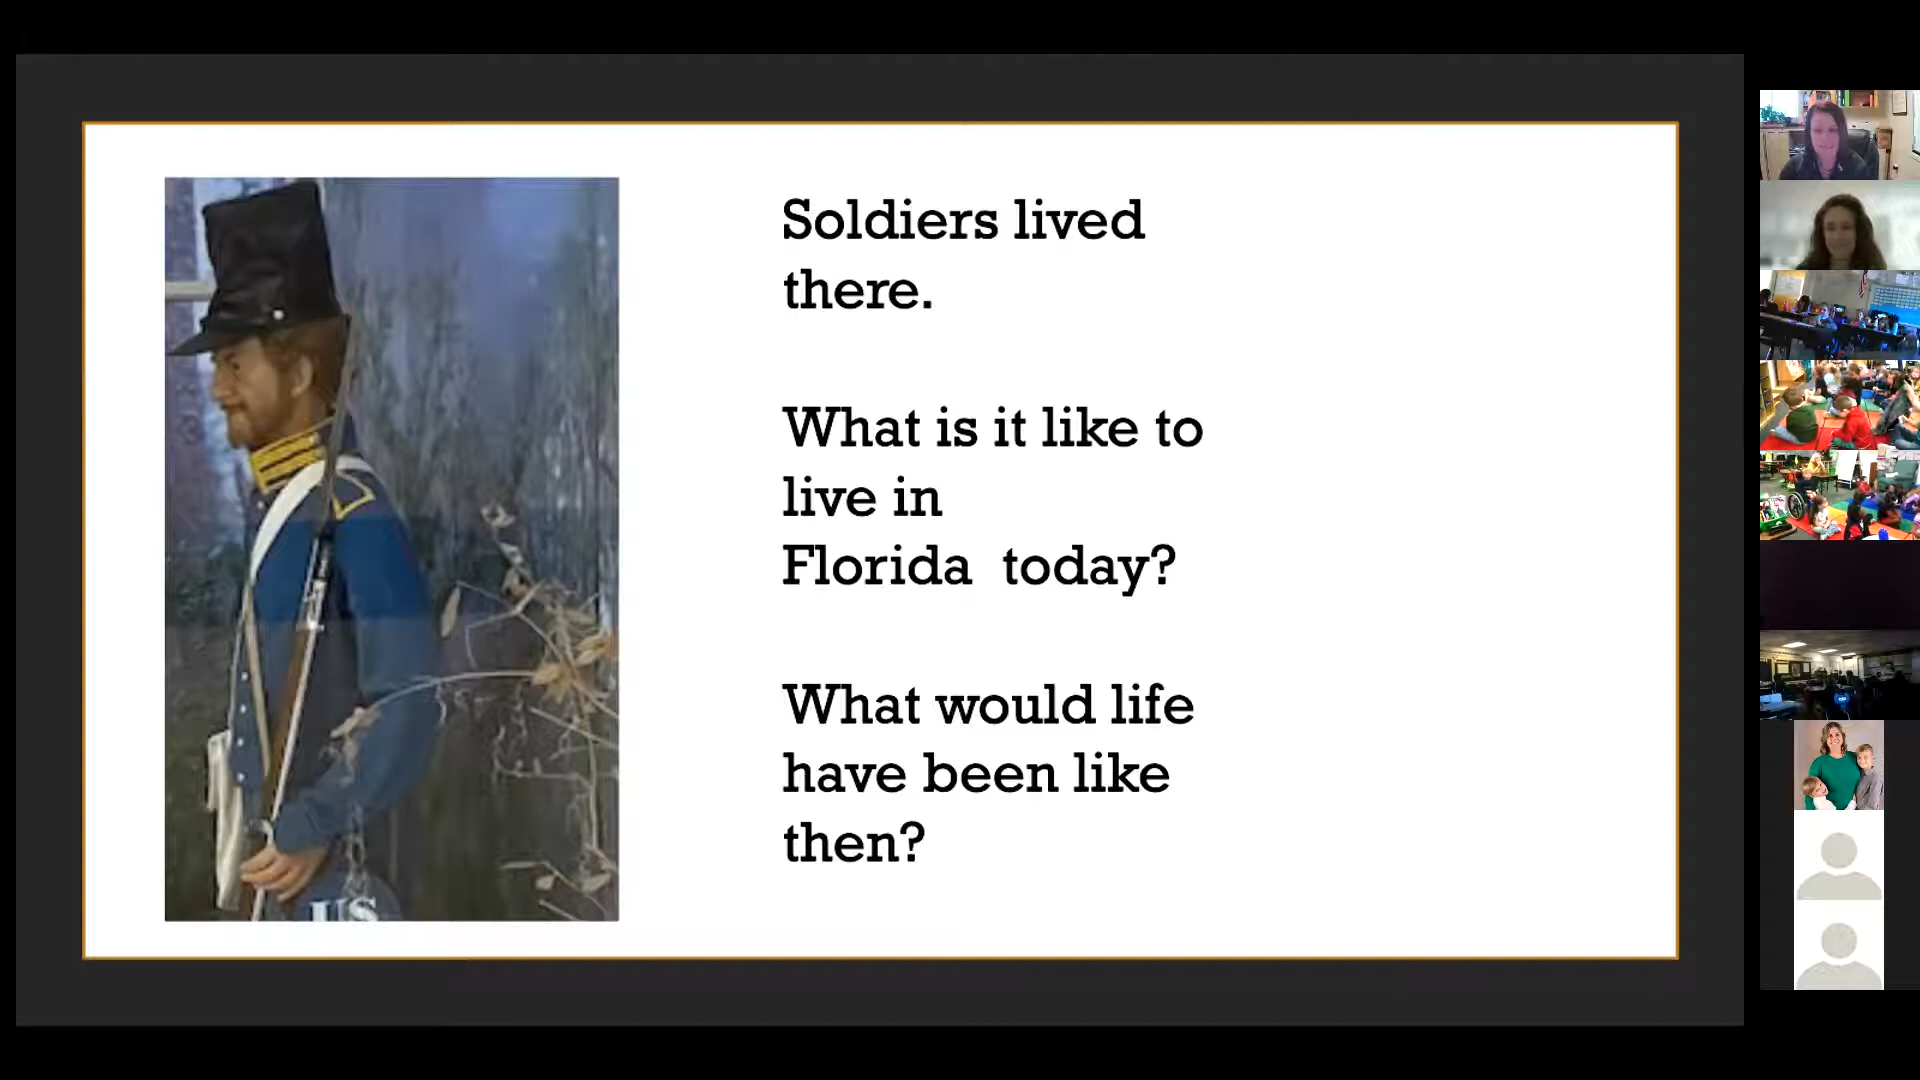 Soldiers lived
there.
What is it like to
live in
Florida  today?
What would life
have been like
then?
US